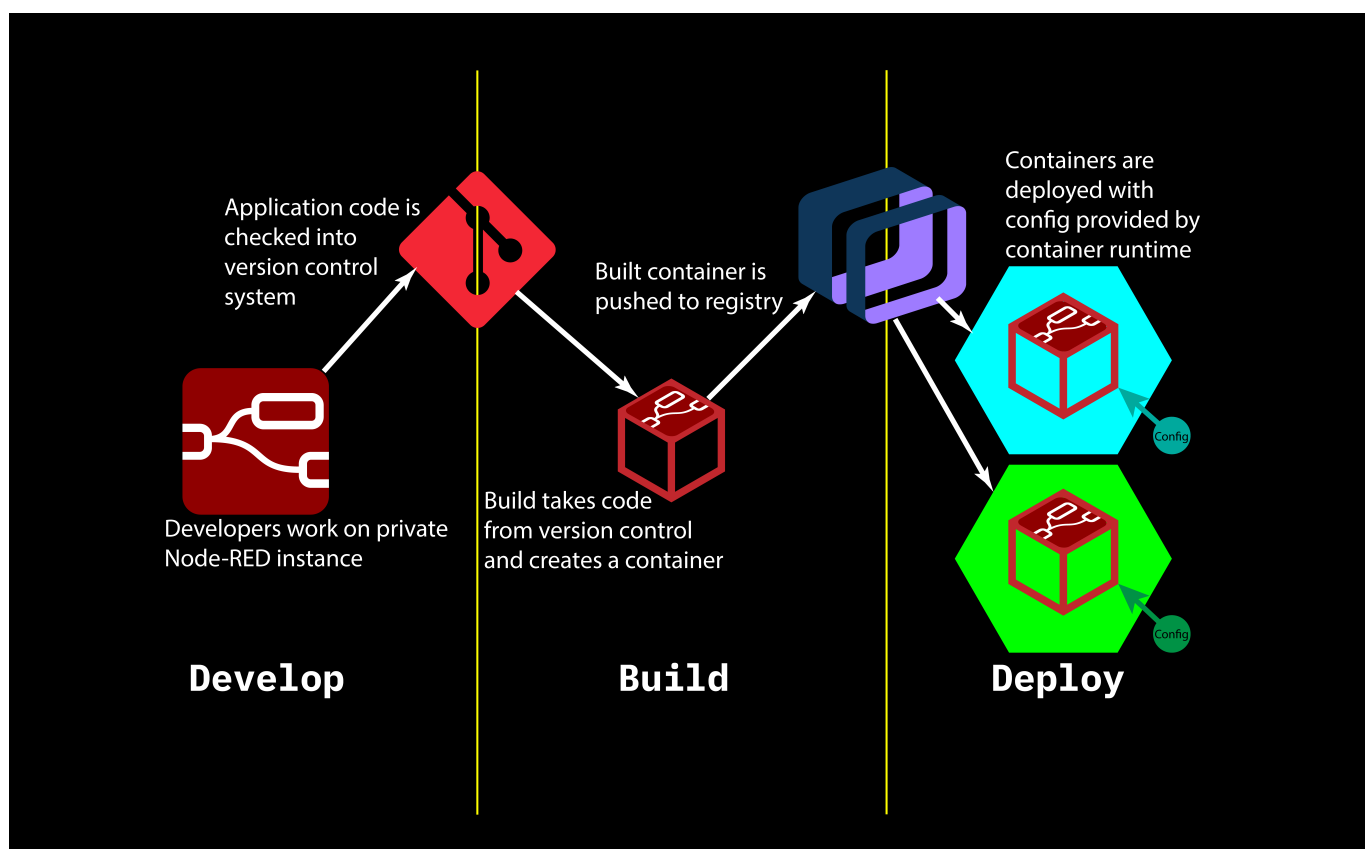 Application code is
checked into
version control
system
Developers work on private
Node-RED instance
Built container is
pushed to registry
Build takes code
from version control
and creates a container
Containers are
deployed with
config provided by
container runtime
Config
Config
Develop
Build
Deploy